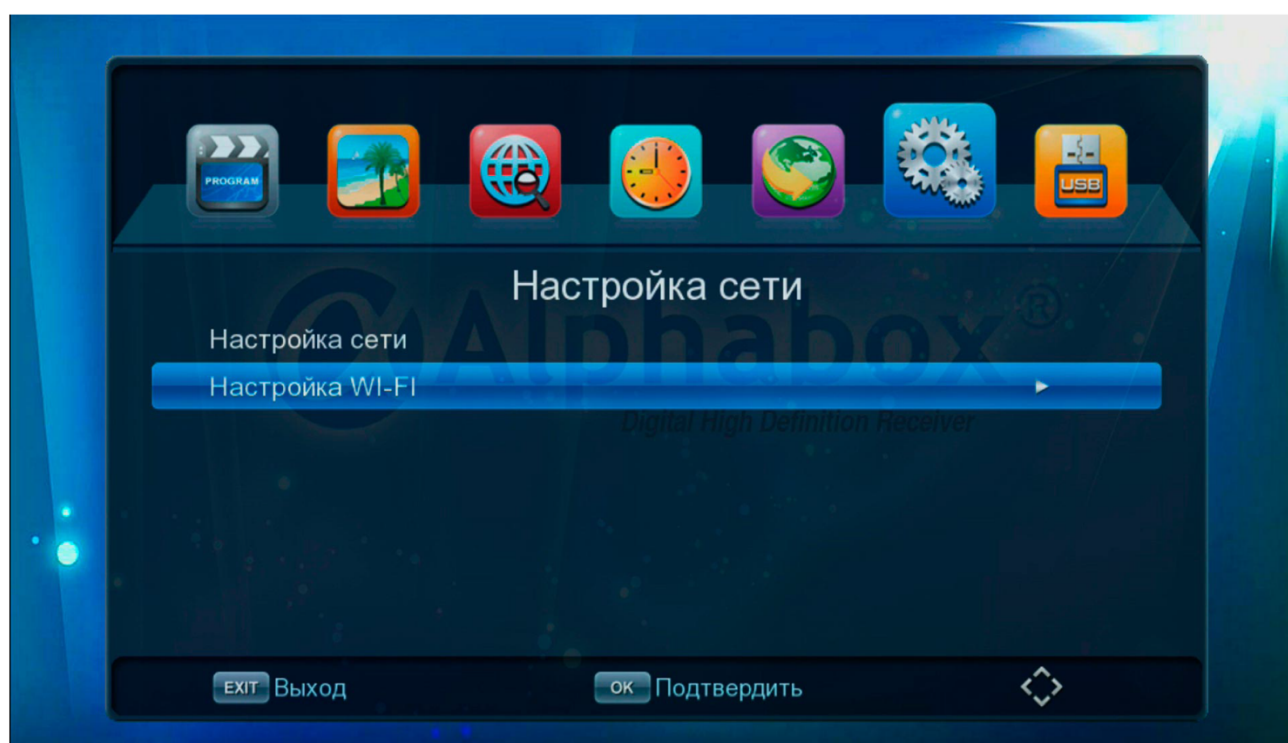 PROGRAM
USB
Настройка сети
Alphabox®
Настройка сети
Настройка WI-FI
Digital High Definition Receiver
EXIT Выход
OK Подтвердить